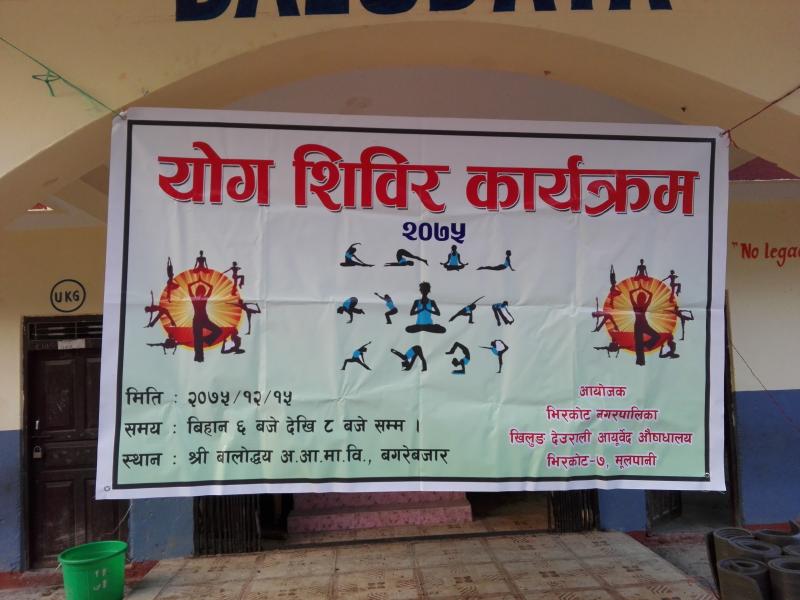 योग शिविर कार्यक्रम
२०७५
UKG
"No lega
मिति : २०७५/१२/१५
समय : बिहान ६ बजे देखि ८ बजे सम्म ।
स्थान : श्री बालोद्धय अ.आ.मा.वि., बगरेबजार
आयोजक
भिरकोट नगरपालिका
खिलुङ देउराली आयूर्वेद औषधालय
भिरकोट-७, मूलपानी